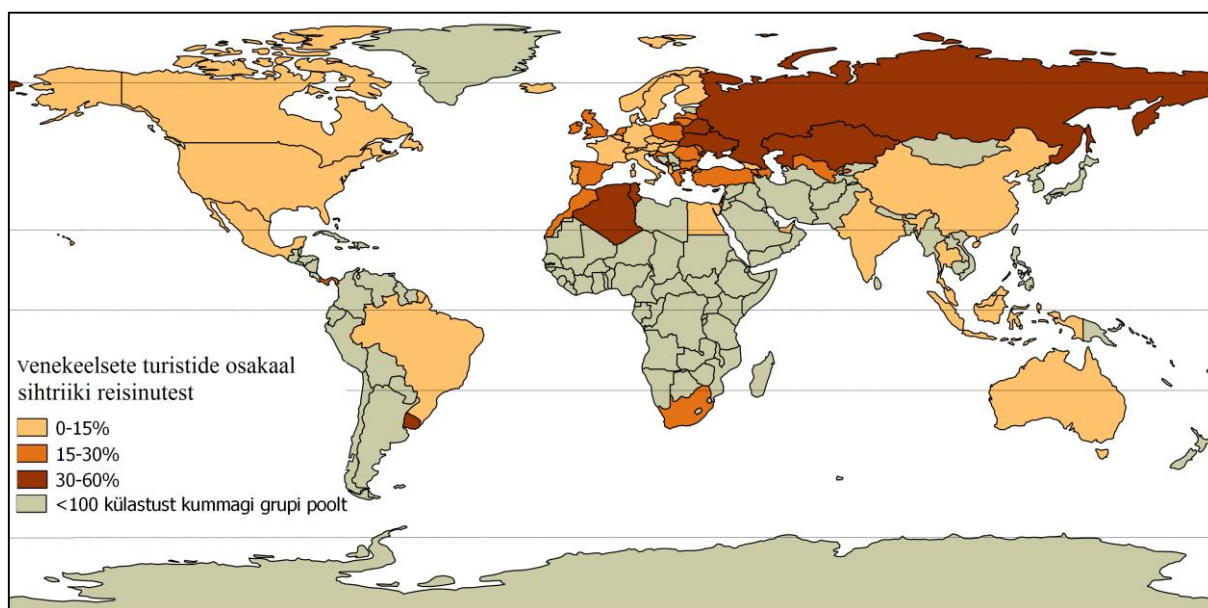 Venekeelsete turistide osakaal
sihtriiki reisinutest
0-15%
15-30%
30-60%
<100 külastust kummagi grupi poolt